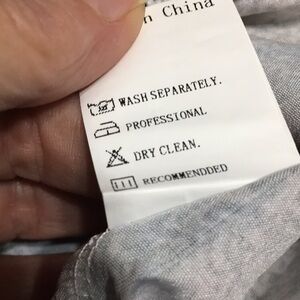 n China
WASH SEPARATELY.
PROFESSIONAL
DRY CLEAN.
RECOMMENDDED